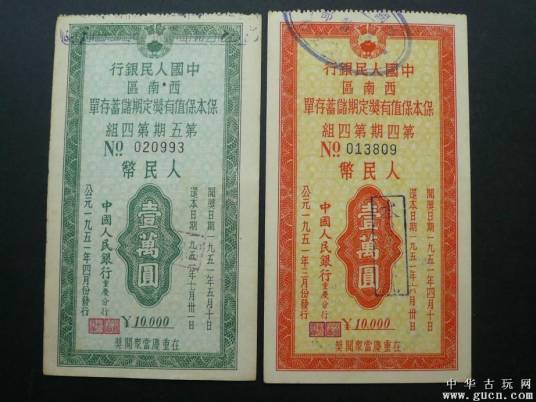 中國人民銀行
西南區
保本保值有獎定期儲蓄存單
第五期第四組
No 020993
人民幣
壹萬圓
開獎日期一九五一年五月十日
公元一九五一年四月份發行
中國人民銀行重慶分行
¥10,000
在重慶當眾開獎
中國人民銀行
西南區
保本保值有獎定期儲蓄存單
第四期第四組
No 013809
人民幣
壹萬圓
開獎日期一九五一年四月十日
公元一九五一年三月份發行
中國人民銀行重慶分行
¥10,000
在重慶當眾開獎
中华古玩网
www.gucn.com